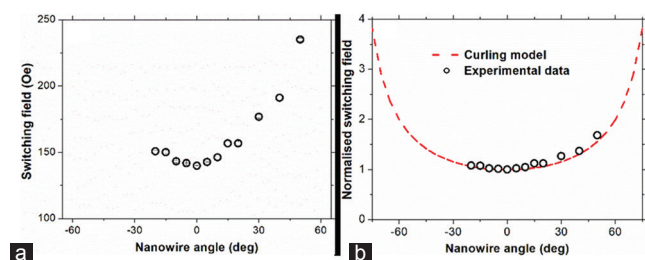 250
200
150
100
Switching field (Oe)
-60
-30
0
30
60
Nanowire angle (deg)
a
4
3
2
1
0
Normalised switching field
Curling model
Experimental data
-60
-30
0
30
60
Nanowire angle (deg)
b